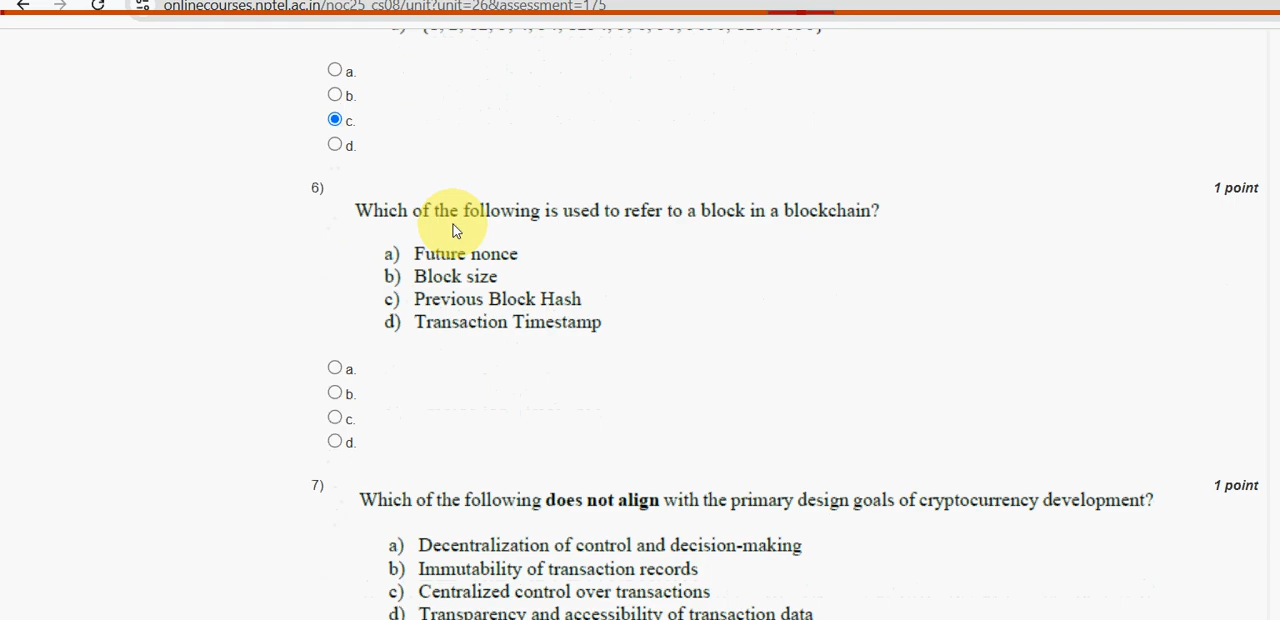 onlinecourses.nptel.ac.in/noc25_cs08/unit?unit=26&assessment=175
a.
b.
c.
d.
6)
1 point
Which of the following is used to refer to a block in a blockchain?
a) Future nonce
b) Block size
c) Previous Block Hash
d) Transaction Timestamp
a.
b.
c.
d.
7)
1 point
Which of the following does not align with the primary design goals of cryptocurrency development?
a) Decentralization of control and decision-making
b) Immutability of transaction records
c) Centralized control over transactions
d) Transparency and accessibility of transaction data